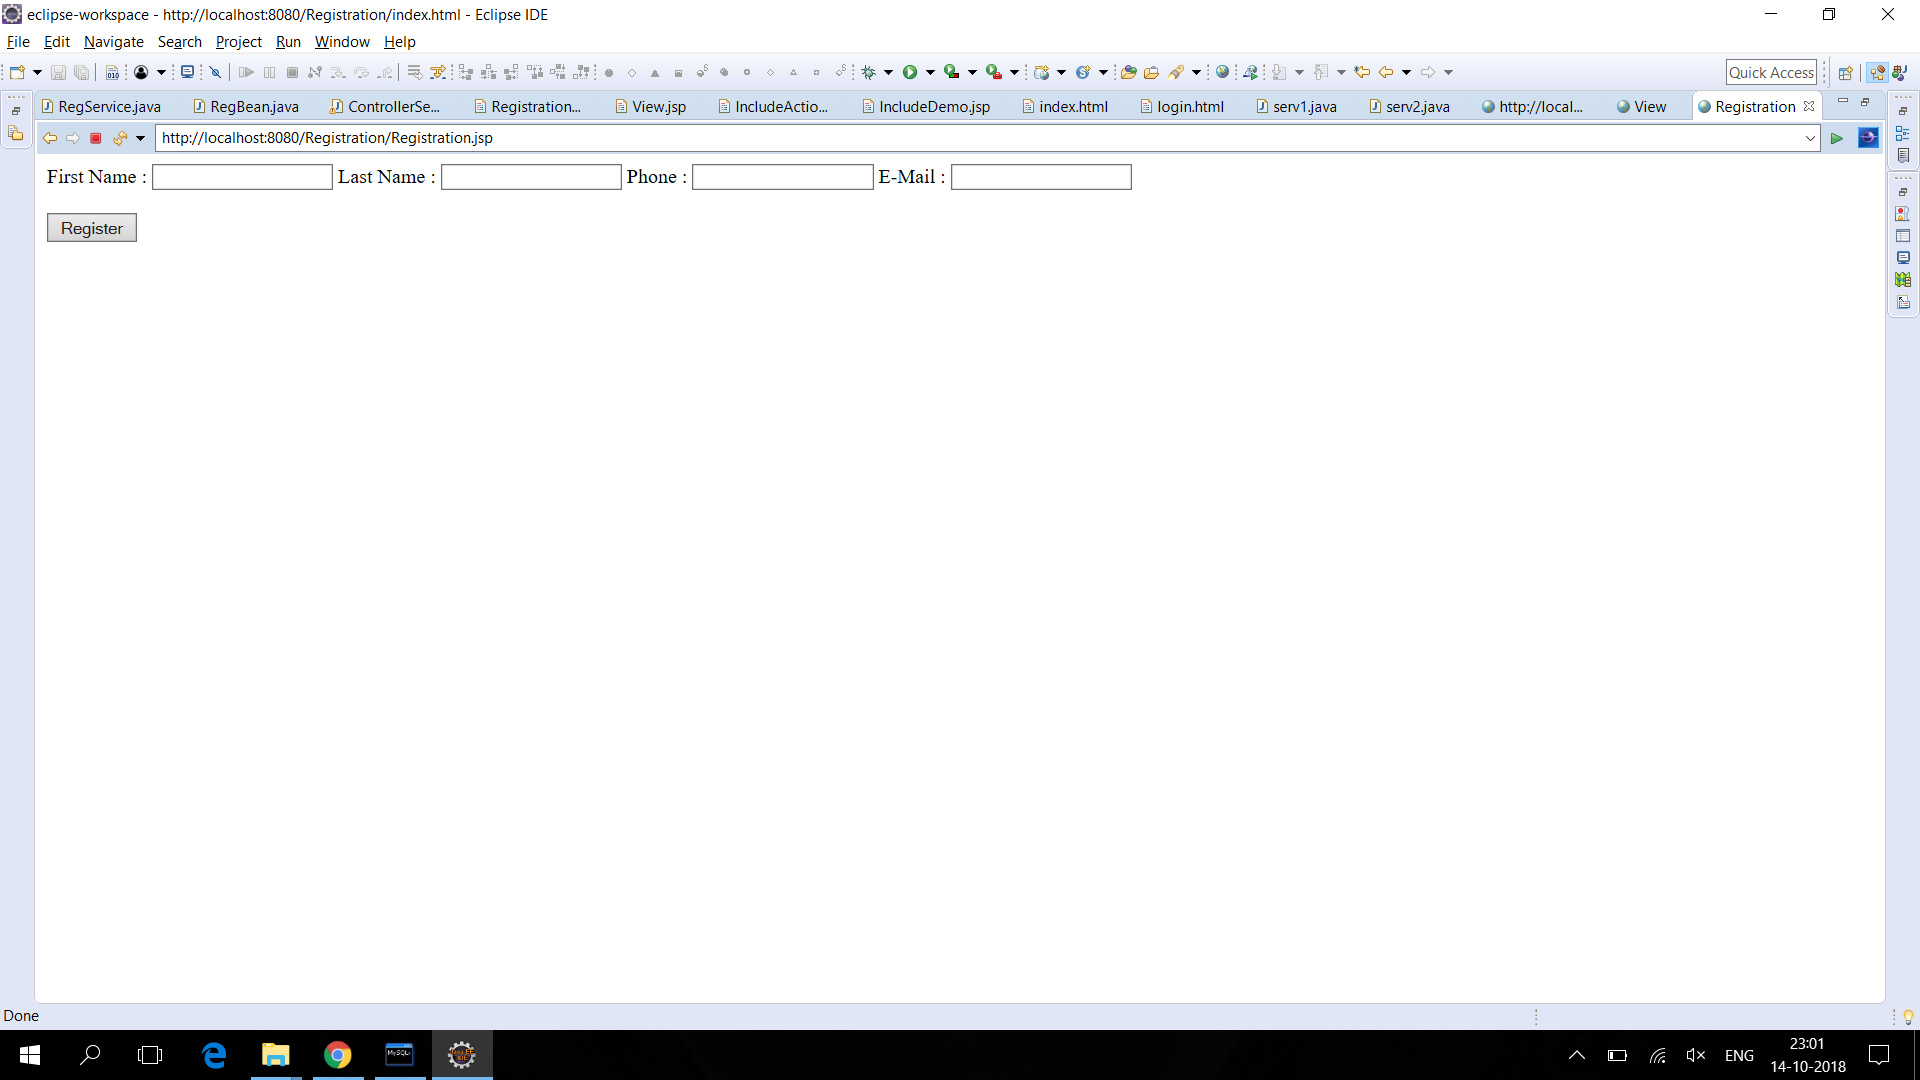 eclipse-workspace - http://localhost:8080/Registration/index.html - Eclipse IDE
File Edit Navigate Search Project Run Window Help
Quick Access
RegService.java RegBean.java ControllerSe... Registration... View.jsp IncludeActio... IncludeDemo.jsp index.html login.html serv1.java serv2.java http://local... View Registration
http://localhost:8080/Registration/Registration.jsp
First Name : Last Name : Phone : E-Mail :
Register
Done
ENG
23:01
14-10-2018